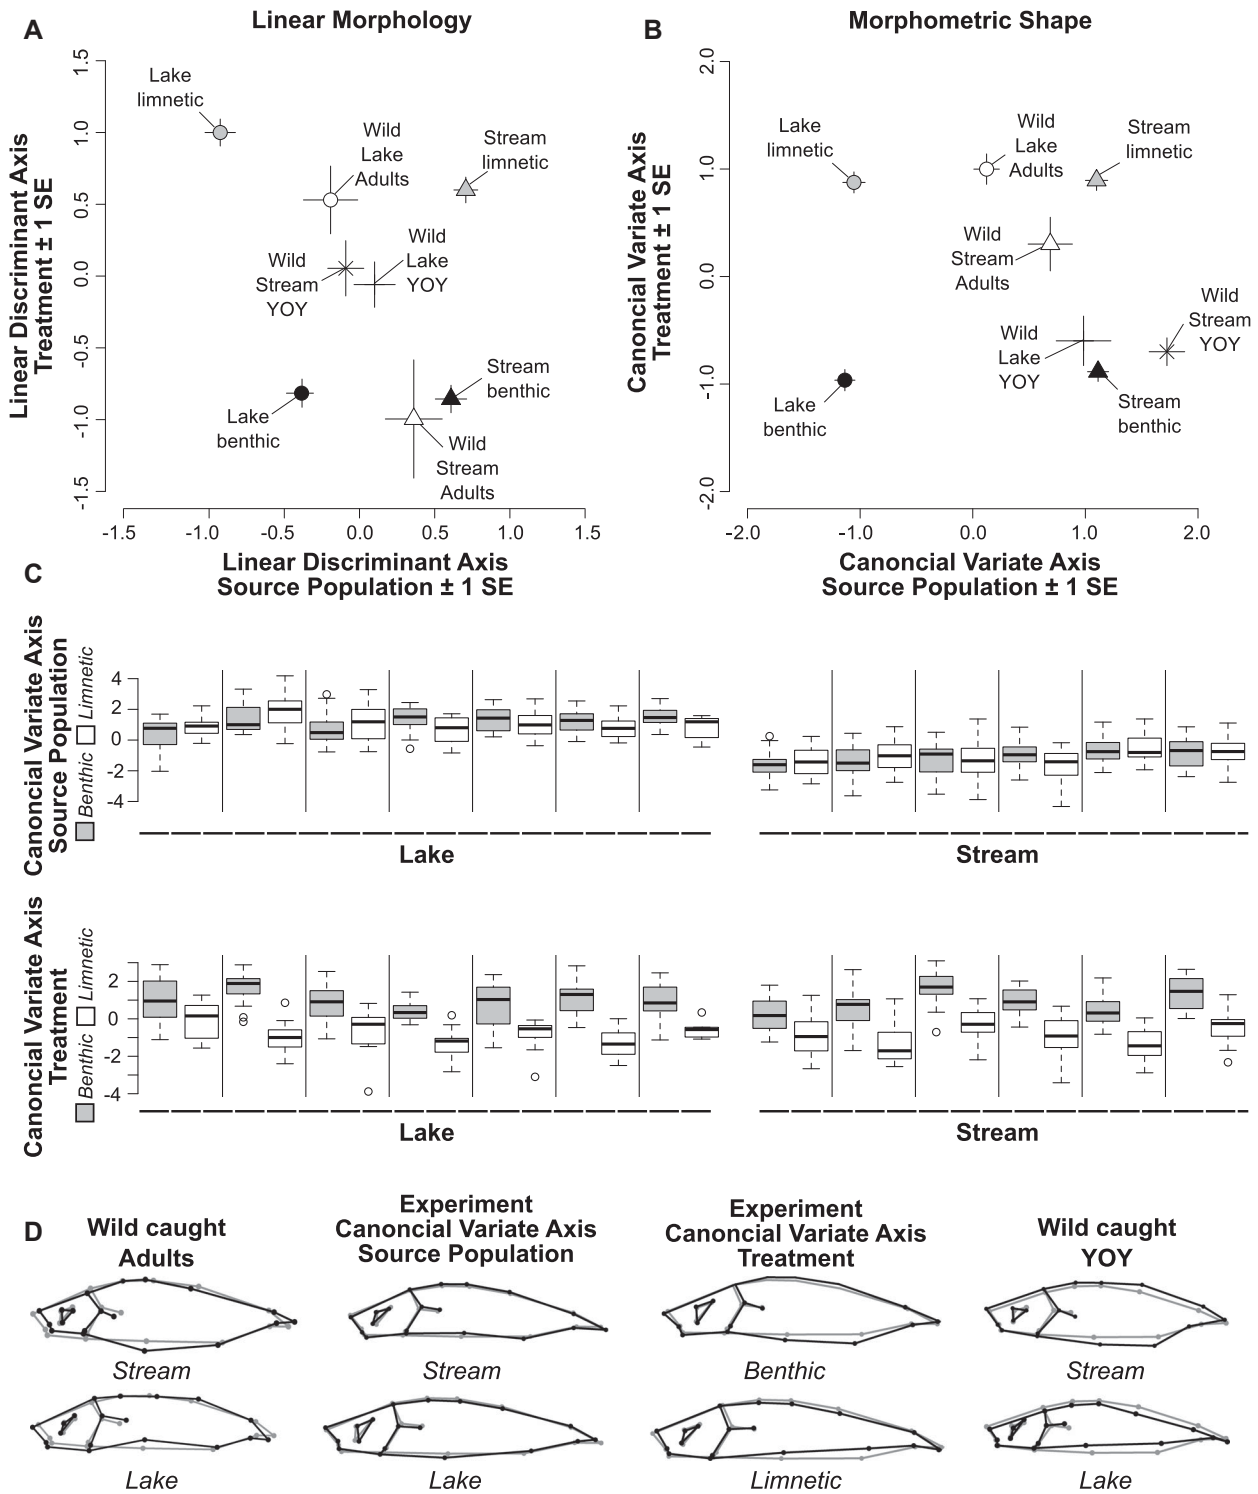 A
Linear Morphology
Linear Discriminant Axis
Treatment ± 1 SE
1.5
1.0
0.5
0.0
-0.5
-1.0
-1.5
Lake
limnetic
Wild
Lake
Adults
Stream
limnetic
Wild
Stream
YOY
Wild
Lake
YOY
Lake
benthic
Stream
benthic
Wild
Stream
Adults
-1.5 -1.0 -0.5 0.0 0.5 1.0 1.5
Linear Discriminant Axis
Source Population ± 1 SE
B
Morphometric Shape
Canoncial Variate Axis
Treatment ± 1 SE
2.0
1.0
0.0
-1.0
-2.0
Lake
limnetic
Wild
Lake
Adults
Stream
limnetic
Wild
Stream
Adults
Wild
Stream
YOY
Wild
Lake
YOY
Lake
benthic
Stream
benthic
-2.0 -1.0 0.0 1.0 2.0
Canoncial Variate Axis
Source Population ± 1 SE
C
Canoncial Variate Axis
Source Population
Benthic Limnetic
4
2
0
-2
-4
Lake
Stream
Canoncial Variate Axis
Treatment
Benthic Limnetic
2
0
-2
-4
Lake
Stream
D
Wild caught
Adults
Experiment
Canoncial Variate Axis
Source Population
Experiment
Canoncial Variate Axis
Treatment
Wild caught
YOY
Stream
Stream
Benthic
Stream
Lake
Lake
Limnetic
Lake